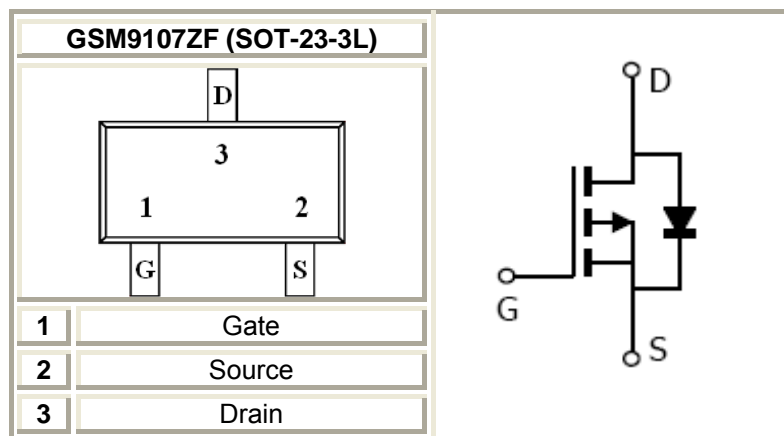 GSM9107ZF (SOT-23-3L)
D
3
1 2
G S
1 Gate
2 Source
3 Drain
D
G
S